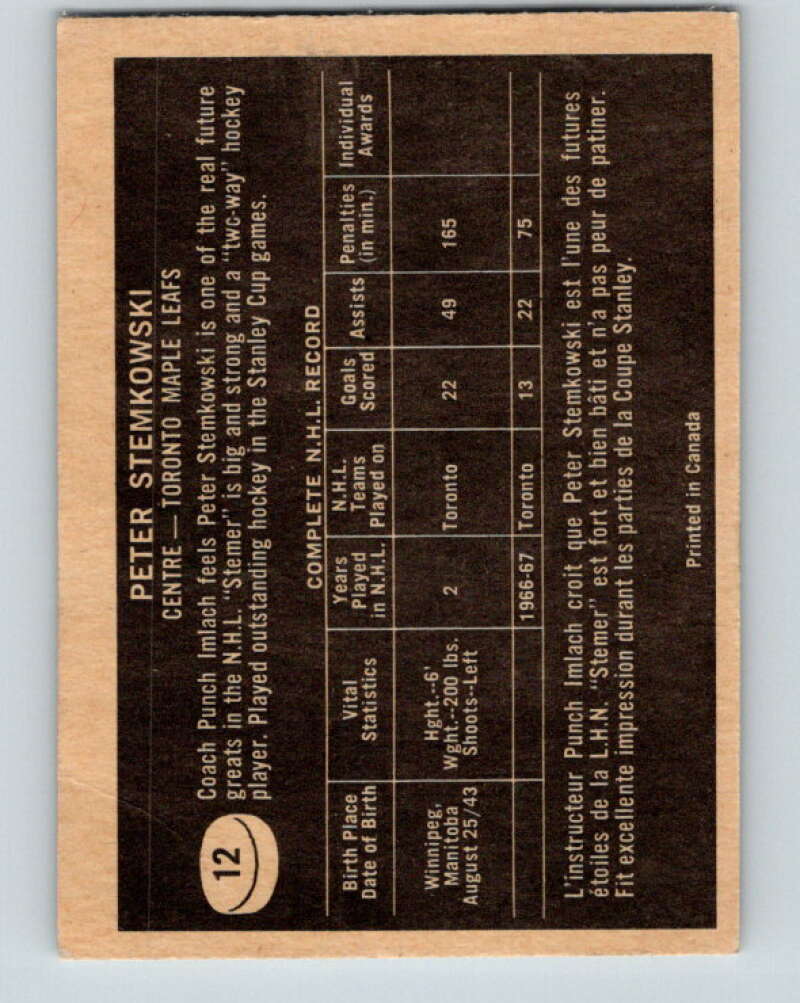 PETER STEMKOWSKI
CENTRE — TORONTO MAPLE LEAFS
12
Coach Punch Imlach feels Peter Stemkowski is one of the real future
greats in the N.H.L. "Stemer" is big and strong and a "two-way" hockey
player. Played outstanding hockey in the Stanley Cup games.
COMPLETE N.H.L. RECORD
Birth Place
Date of Birth
Vital
Statistics
Years
Played
in N.H.L.
N.H.L.
Teams
Played on
Goals
Scored
Assists
Penalties
(in min.)
Individual
Awards
Winnipeg,
Manitoba
August 25/43
Hght.--6'
Wght.--200 lbs.
Shoots--Left
2
Toronto
22
49
165
1966-67
Toronto
13
22
75
L'instructeur Punch Imlach croit que Peter Stemkowski est l'une des futures
étoiles de la L.H.N. "Stemer" est fort et bien bâti et n'a pas peur de patiner.
Fit excellente impression durant les parties de la Coupe Stanley.
Printed in Canada